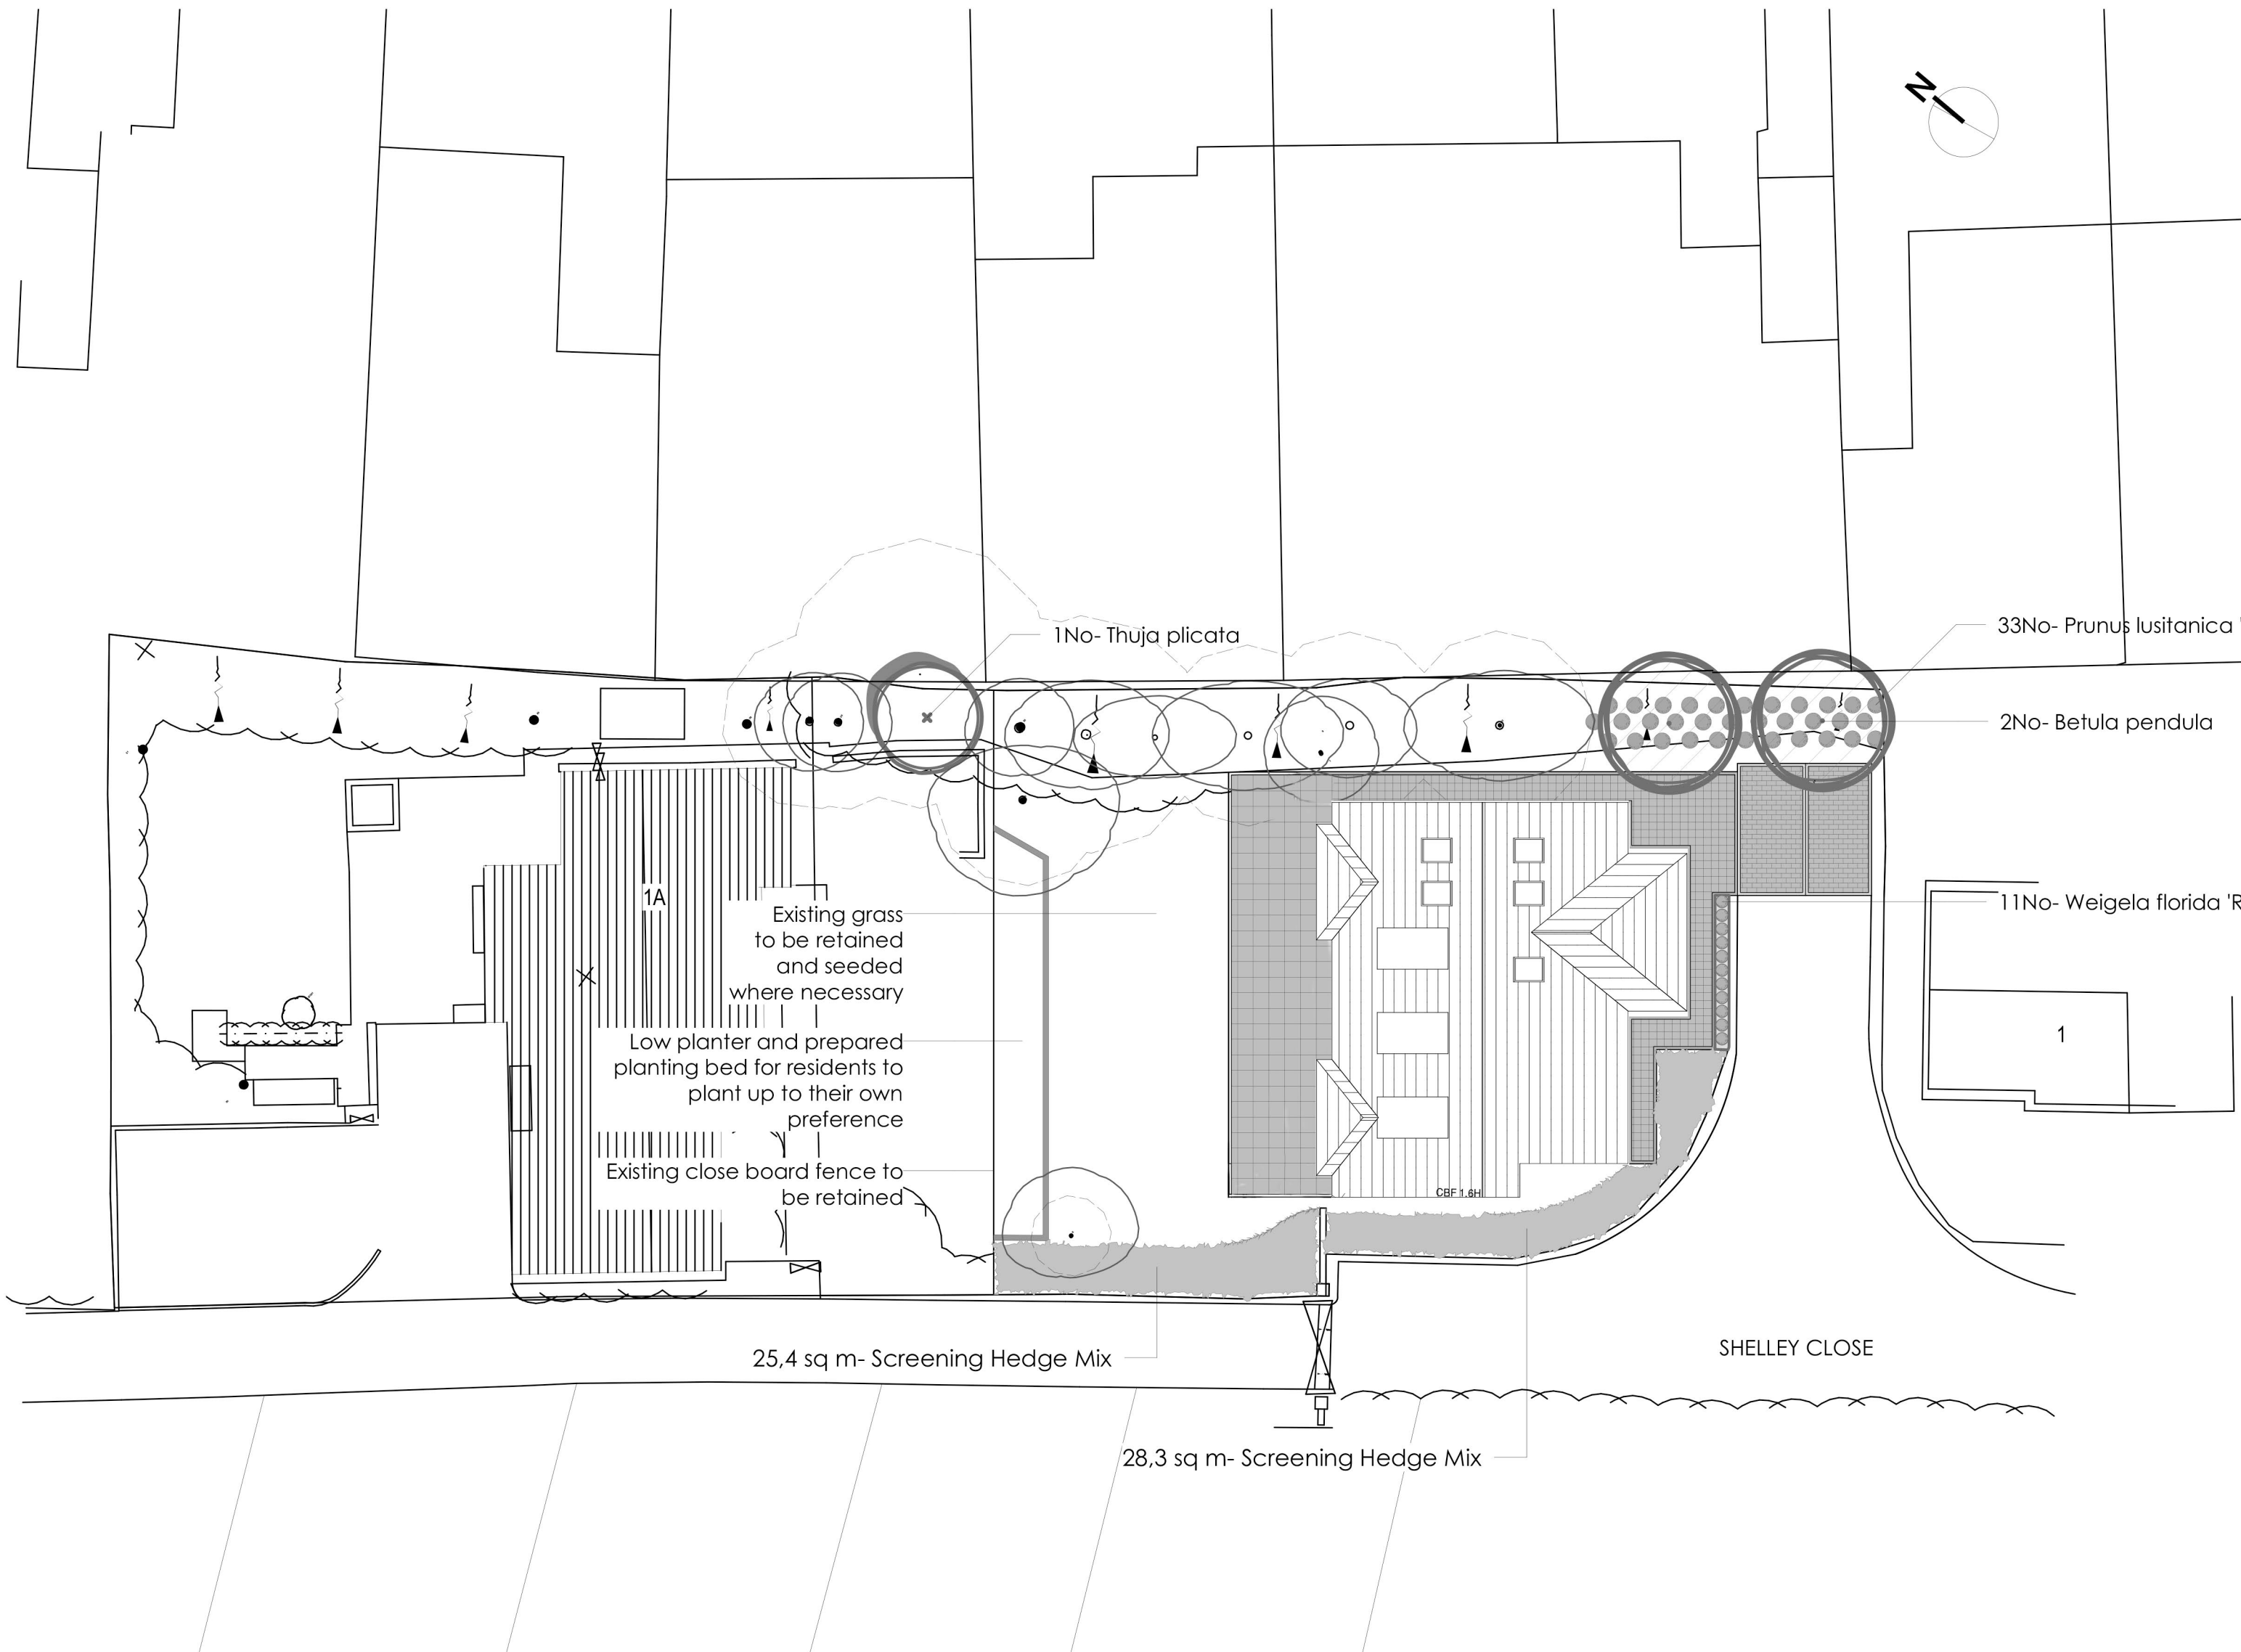 N
1No- Thuja plicata
33No- Prunus lusitanica '
2No- Betula pendula
11No- Weigela florida 'R
1A
Existing grass
to be retained
and seeded
where necessary
Low planter and prepared
planting bed for residents to
plant up to their own
preference
Existing close board fence to
be retained
1
CBF 1.6H
25,4 sq m- Screening Hedge Mix
SHELLEY CLOSE
28,3 sq m- Screening Hedge Mix